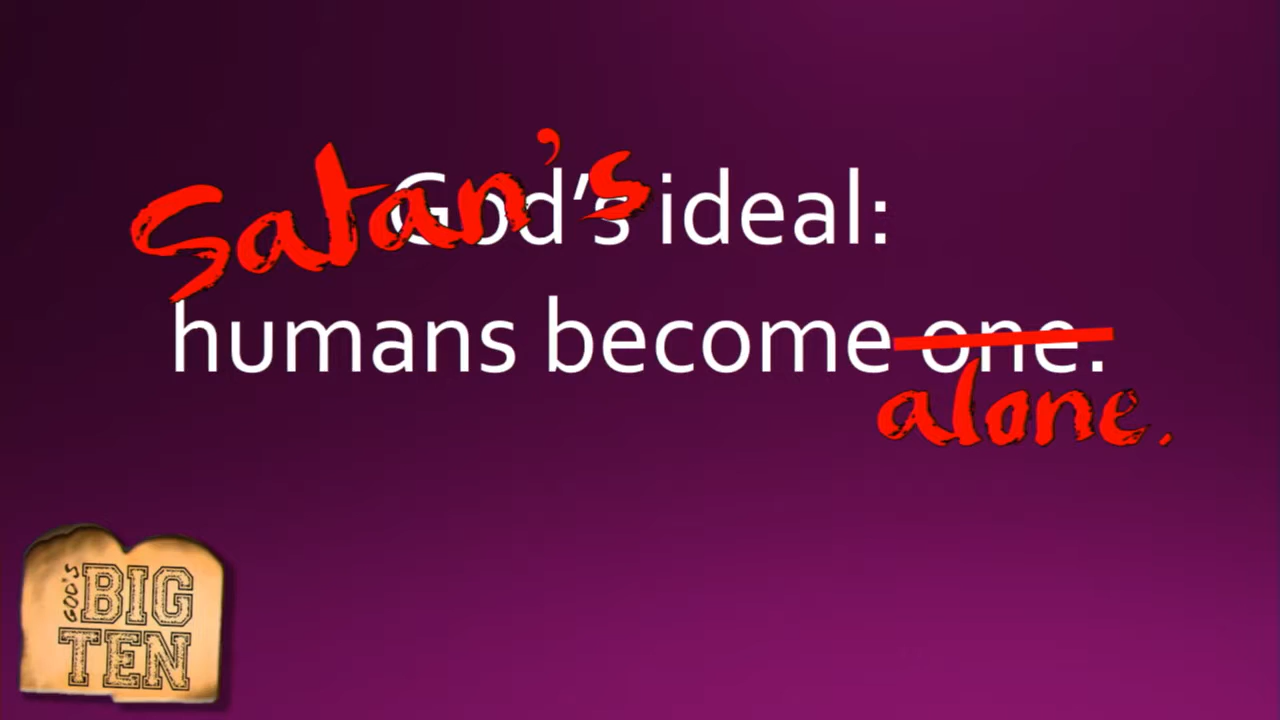 Satan's
God's ideal:
humans become one.
alone.
GOD'S
BIG
TEN